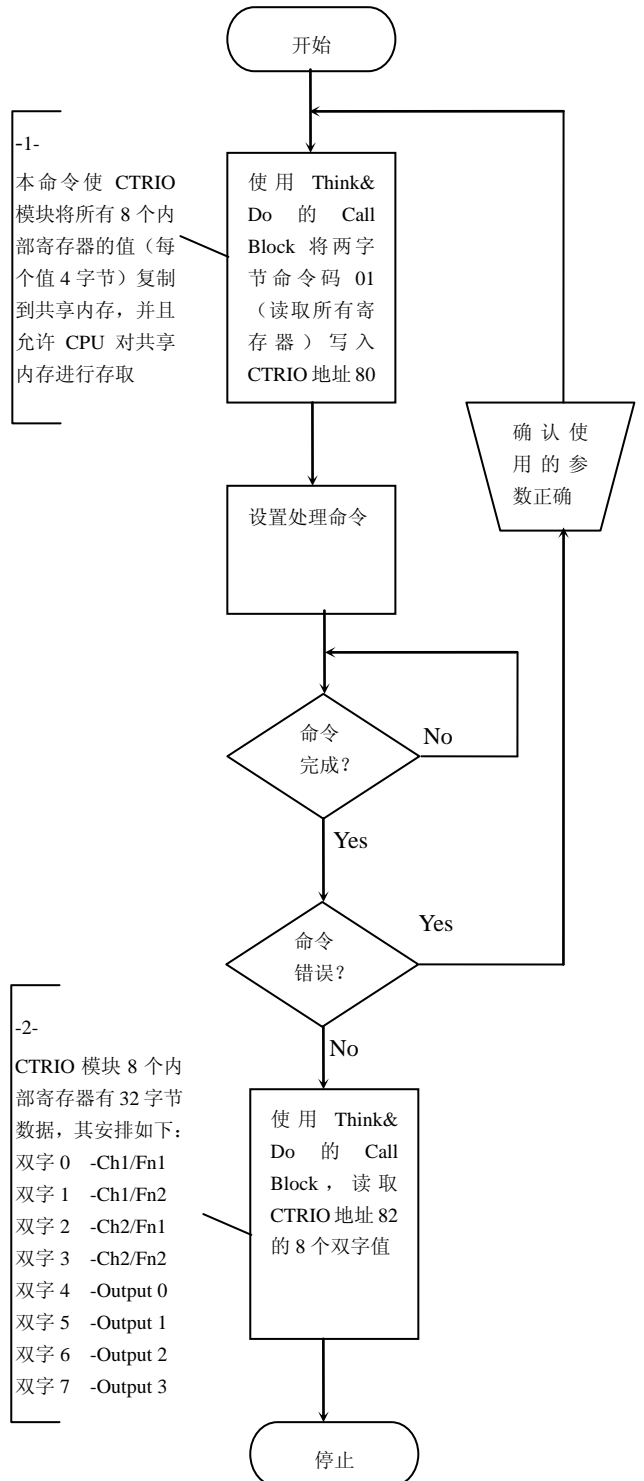 开始
-1-
本命令使 CTRIO
模块将所有 8 个内
部寄存器的值（每
个值 4 字节）复制
到共享内存，并且
允许 CPU 对共享
内存进行存取
使用 Think&
Do 的 Call
Block 将两字
节命令码 01
（读取所有寄
存器）写入
CTRIO 地址 80
确认使
用的参
数正确
设置处理命令
命令
完成？
No
Yes
命令
错误？
Yes
No
-2-
CTRIO 模块 8 个内
部寄存器有 32 字节
数据，其安排如下：
双字 0 -Ch1/Fn1
双字 1 -Ch1/Fn2
双字 2 -Ch2/Fn1
双字 3 -Ch2/Fn2
双字 4 -Output 0
双字 5 -Output 1
双字 6 -Output 2
双字 7 -Output 3
使用 Think&
Do 的 Call
Block，读取
CTRIO 地址 82
的 8 个双字值
停止